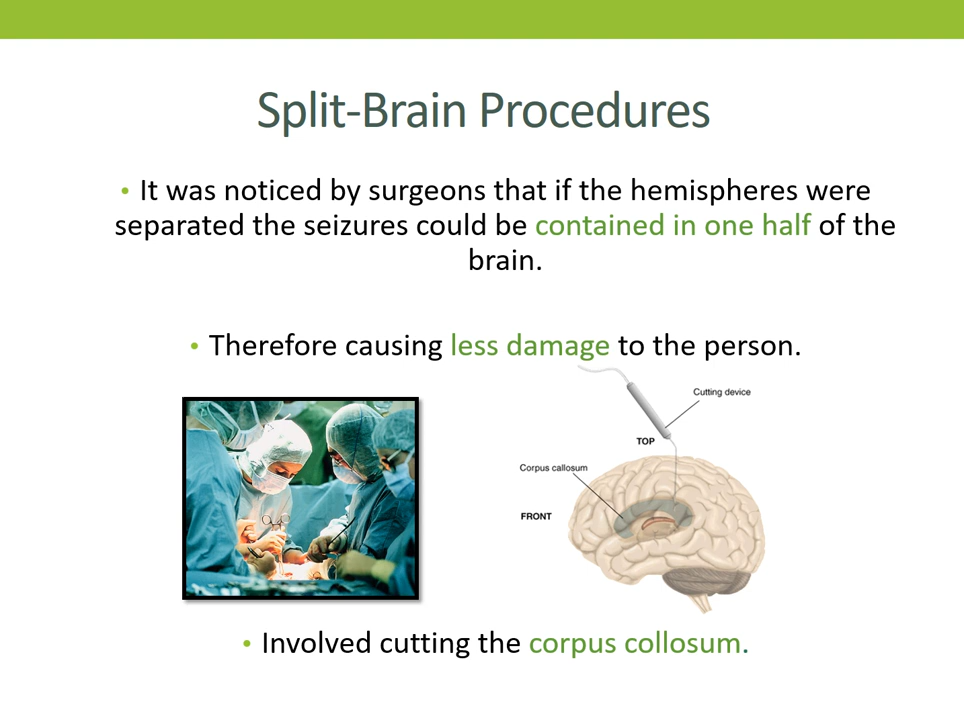 Split-Brain Procedures
• It was noticed by surgeons that if the hemispheres were
separated the seizures could be contained in one half of the
brain.
• Therefore causing less damage to the person.
Cutting device
TOP
Corpus callosum
FRONT
• Involved cutting the corpus collosum.